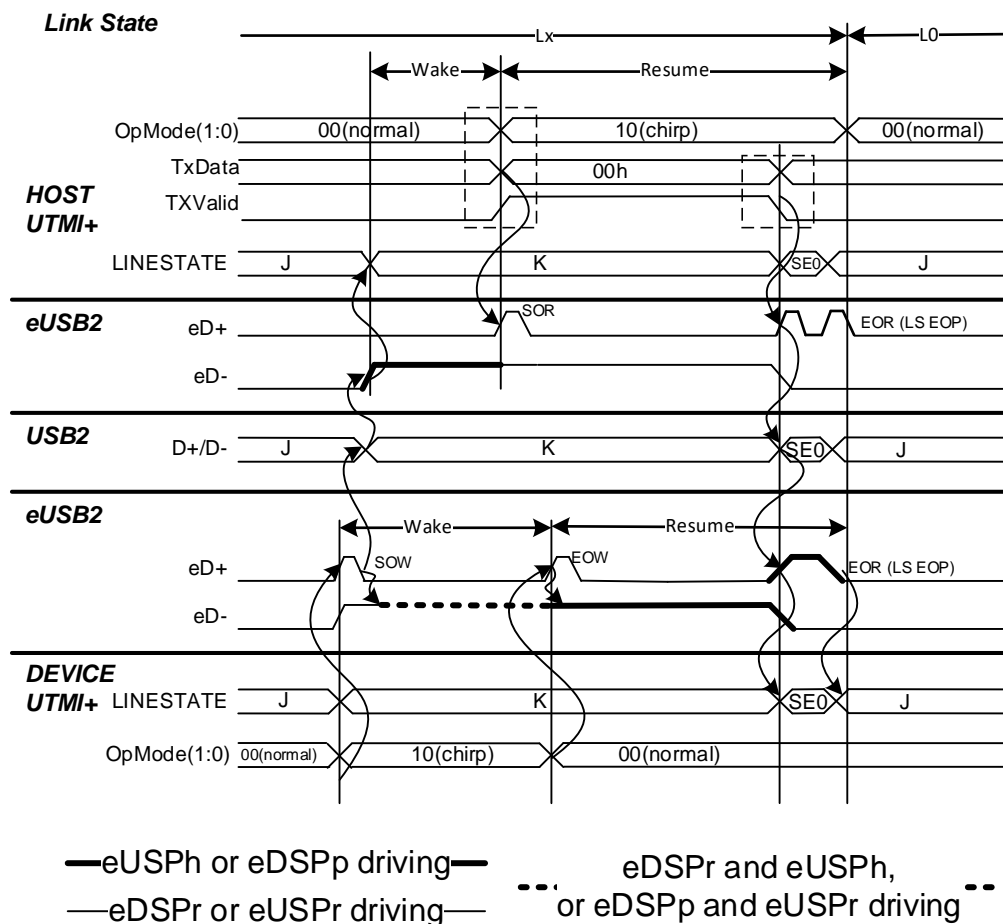 Link State
Lx
L0
Wake
Resume
OpMode(1:0)
00(normal)
10(chirp)
00(normal)
TxData
00h
HOST
UTMI+
TXValid
LINESTATE
J
K
SE0
J
eUSB2
eD+
SOR
EOR (LS EOP)
eD-
USB2
D+/D-
J
K
SE0
J
eUSB2
Wake
Resume
eD+
SOW
EOW
EOR (LS EOP)
eD-
DEVICE
UTMI+
LINESTATE
J
K
SE0
J
OpMode(1:0)
00(normal)
10(chirp)
00(normal)
eUSPh or eDSPp driving
eDSPr or eUSPr driving
eDSPr and eUSPh,
or eDSPp and eUSPr driving